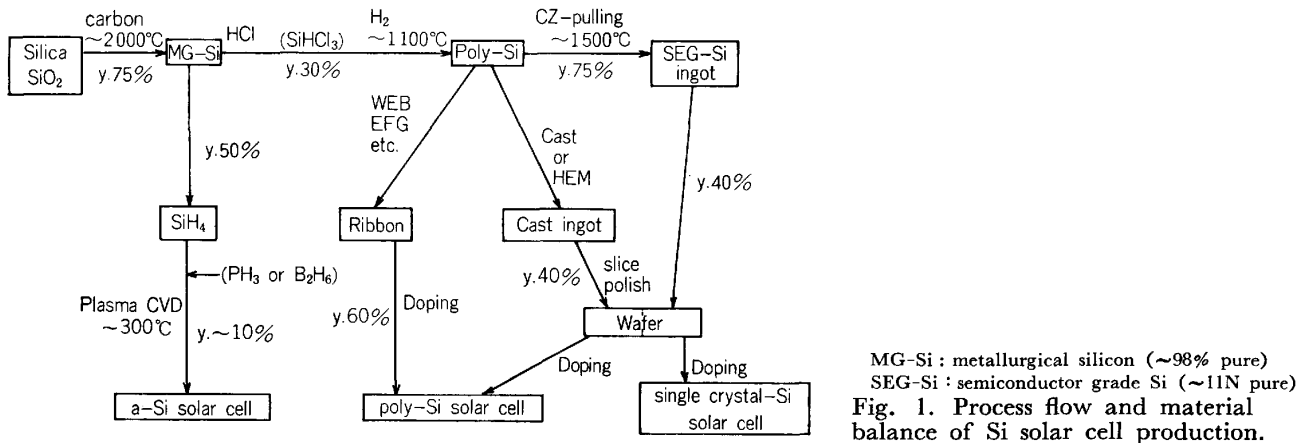 carbon
~2000℃
Silica
SiO₂
y.75%
MG-Si
HCl
(SiHCl₃)
y.30%
H₂
~1100℃
Poly-Si
CZ-pulling
~1500℃
y.75%
SEG-Si
ingot
y.50%
WEB
EFG
etc.
Cast
or
HEM
y.40%
SiH₄
Ribbon
Cast ingot
(PH₃ or B₂H₆)
Plasma CVD
~300℃
y.~10%
y.60%
Doping
y.40%
slice
polish
Wafer
Doping
Doping
a-Si solar cell
poly-Si solar cell
single crystal-Si
solar cell
MG-Si : metallurgical silicon (~98% pure)
SEG-Si : semiconductor grade Si (~11N pure)
Fig. 1. Process flow and material
balance of Si solar cell production.